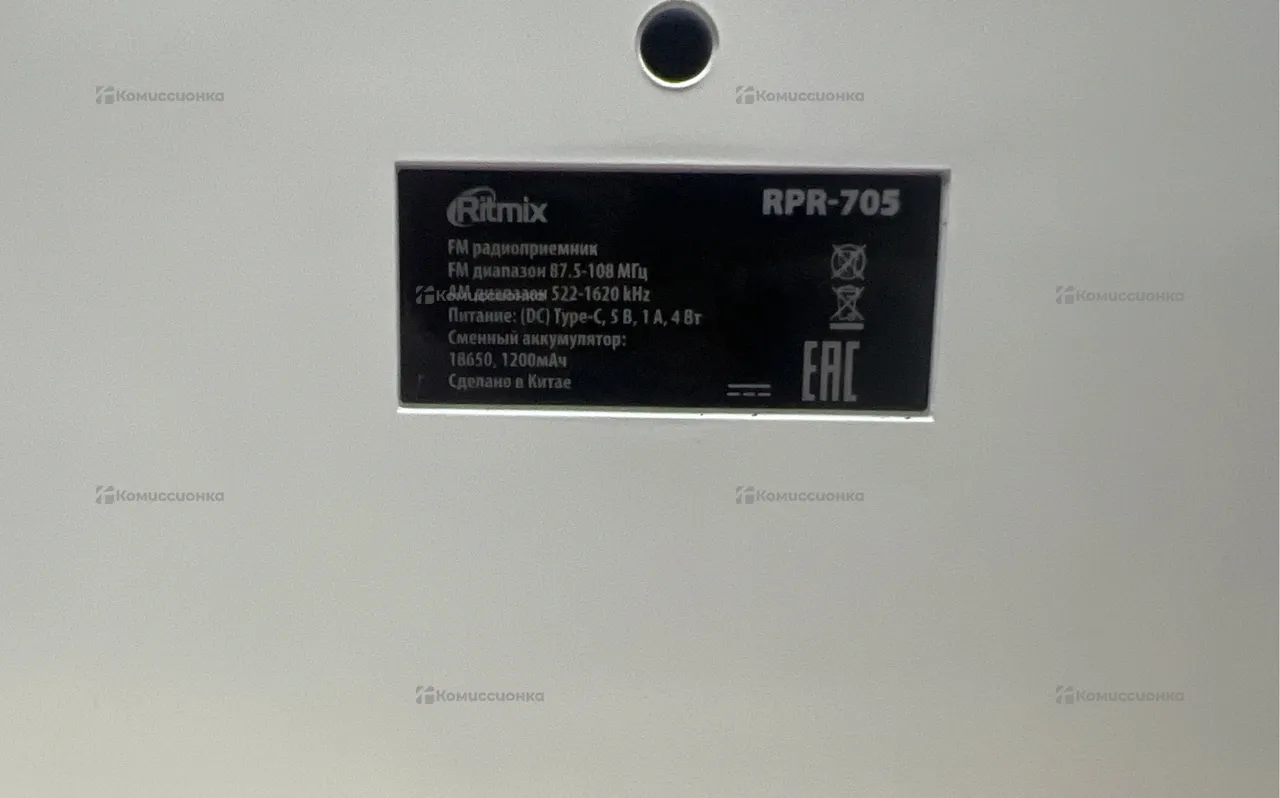 Комиссионка
Комиссионка
Ritmix
RPR-705
FM радиоприемник
FM диапазон 87.5-108 МГц
AM диапазон 522-1620 kHz
Комиссионка
Комиссионка
Питание: (DC) Type-C, 5 В, 1 А, 4 Вт
Сменный аккумулятор:
18650, 1200мАч
Сделано в Китае
EAC
Комиссионка
Комиссионка
Комиссионка
Комиссионка